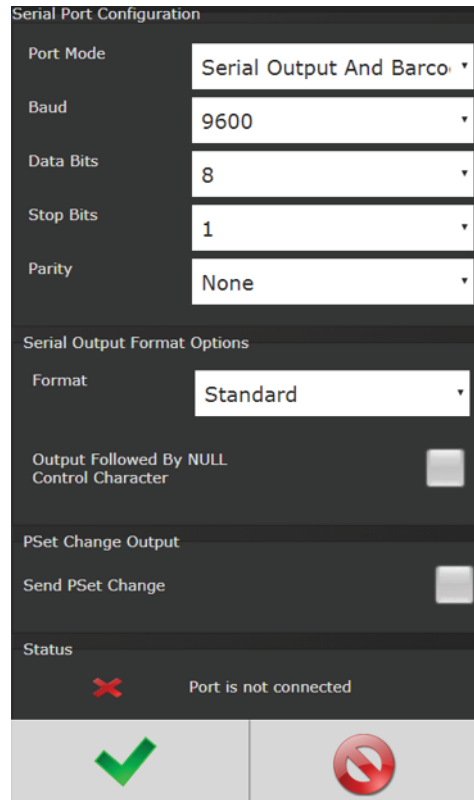 Serial Port Configuration
Port Mode
Serial Output And Barco
Baud
9600
Data Bits
8
Stop Bits
1
Parity
None
Serial Output Format Options
Format
Standard
Output Followed By NULL
Control Character
PSet Change Output
Send PSet Change
Status
Port is not connected